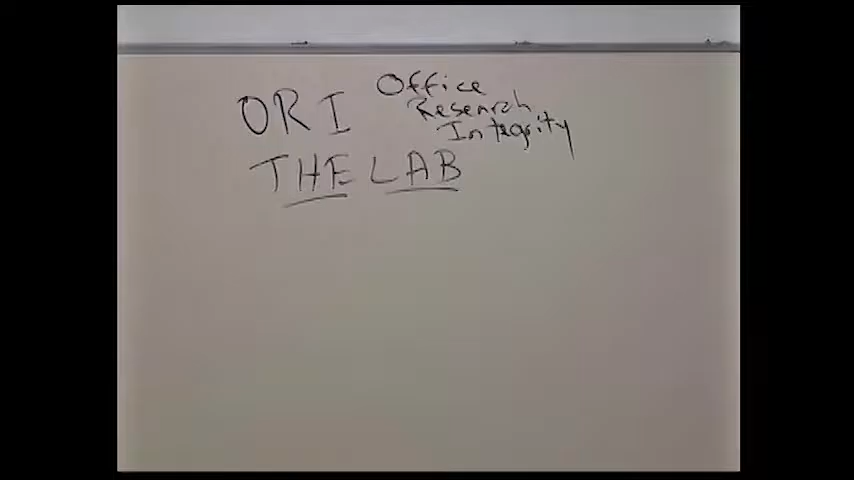 ORI
Office
Research
Integrity
THE LAB